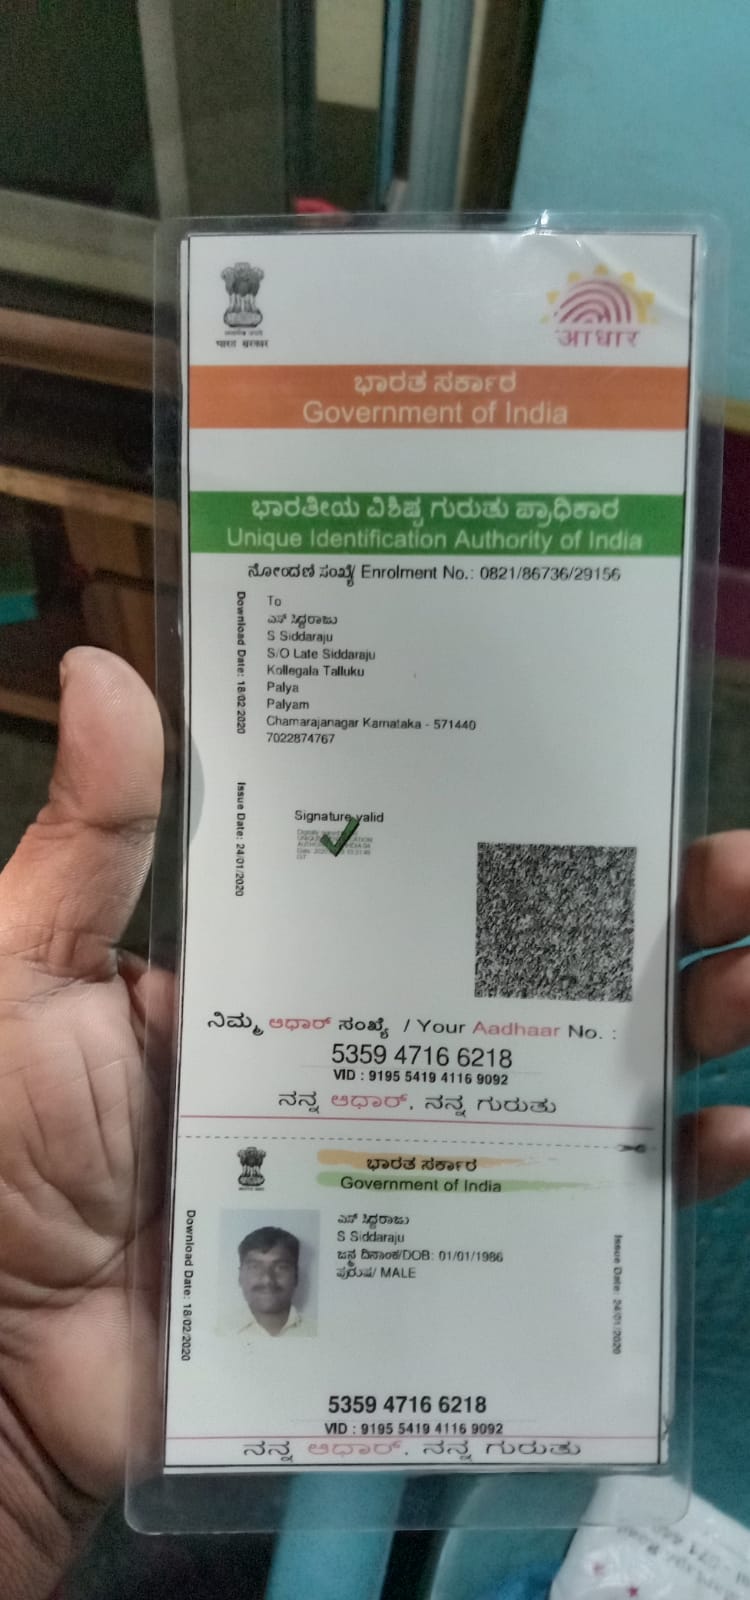 भारत सरकार
आधार
ಭಾರತ ಸರ್ಕಾರ
Government of India
ಭಾರತೀಯ ವಿಶಿಷ್ಟ ಗುರುತು ಪ್ರಾಧಿಕಾರ
Unique Identification Authority of India
ನೋಂದಣಿ ಸಂಖ್ಯೆ/ Enrolment No.: 0821/86736/29156
Download Date: 18/02/2020
To
ಎಸ್ ಸಿದ್ದರಾಜು
S Siddaraju
S/O Late Siddaraju
Kollegala Talluku
Palya
Palyam
Chamarajanagar Karnataka - 571440
7022874767
Issue Date: 24/01/2020
Signature valid
ನಿಮ್ಮ ಆಧಾರ್ ಸಂಖ್ಯೆ / Your Aadhaar No. :
5359 4716 6218
VID : 9195 5419 4116 9092
ನನ್ನ ಆಧಾರ್, ನನ್ನ ಗುರುತು
ಭಾರತ ಸರ್ಕಾರ
Government of India
Download Date: 18/02/2020
ಎಸ್ ಸಿದ್ದರಾಜು
S Siddaraju
ಜನ್ಮ ದಿನಾಂಕ/DOB: 01/01/1986
ಪುರುಷ/ MALE
Issue Date: 24/01/2020
5359 4716 6218
VID : 9195 5419 4116 9092
ನನ್ನ ಆಧಾರ್, ನನ್ನ ಗುರುತು